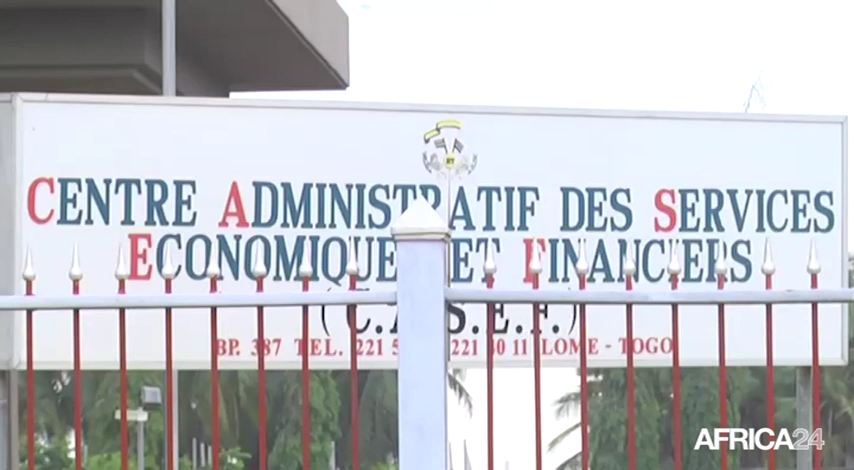 CENTRE ADMINISTRATIF DES SERVICES
ECONOMIQUES ET FINANCIERS
(C.A.S.E.F.)
BP. 387 TEL. 221 221 30 11 LOME - TOGO
AFRICA24